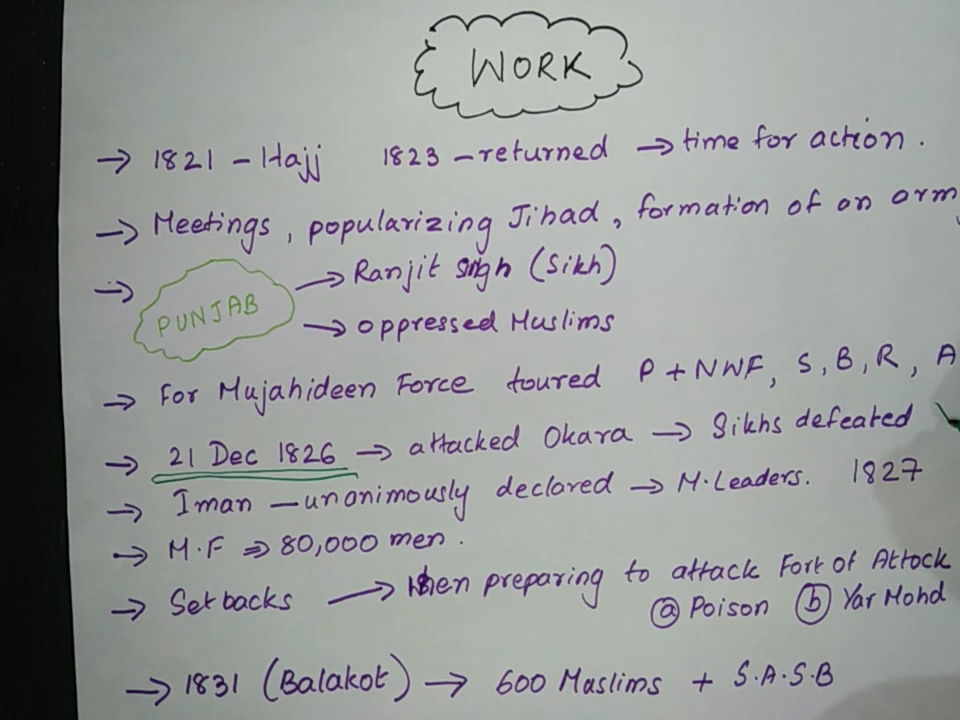 WORK
→ 1821 - Hajj 1823 - returned → time for action.
→ Meetings, popularizing Jihad, formation of an arm
→ PUNJAB → Ranjit Singh (Sikh)
→ oppressed Muslims
→ For Mujahideen Force toured P + NWF, S, B, R, A
→ 21 Dec 1826 → attacked Okara → Sikhs defeated
→ Iman - unanimously declared → M.Leaders. 1827
→ M.F ⇒ 80,000 men.
→ Setbacks → When preparing to attack Fort of Attock
ⓐ Poison ⓑ Yar Mohd
→ 1831 (Balakot) → 600 Muslims + S.A.S.B